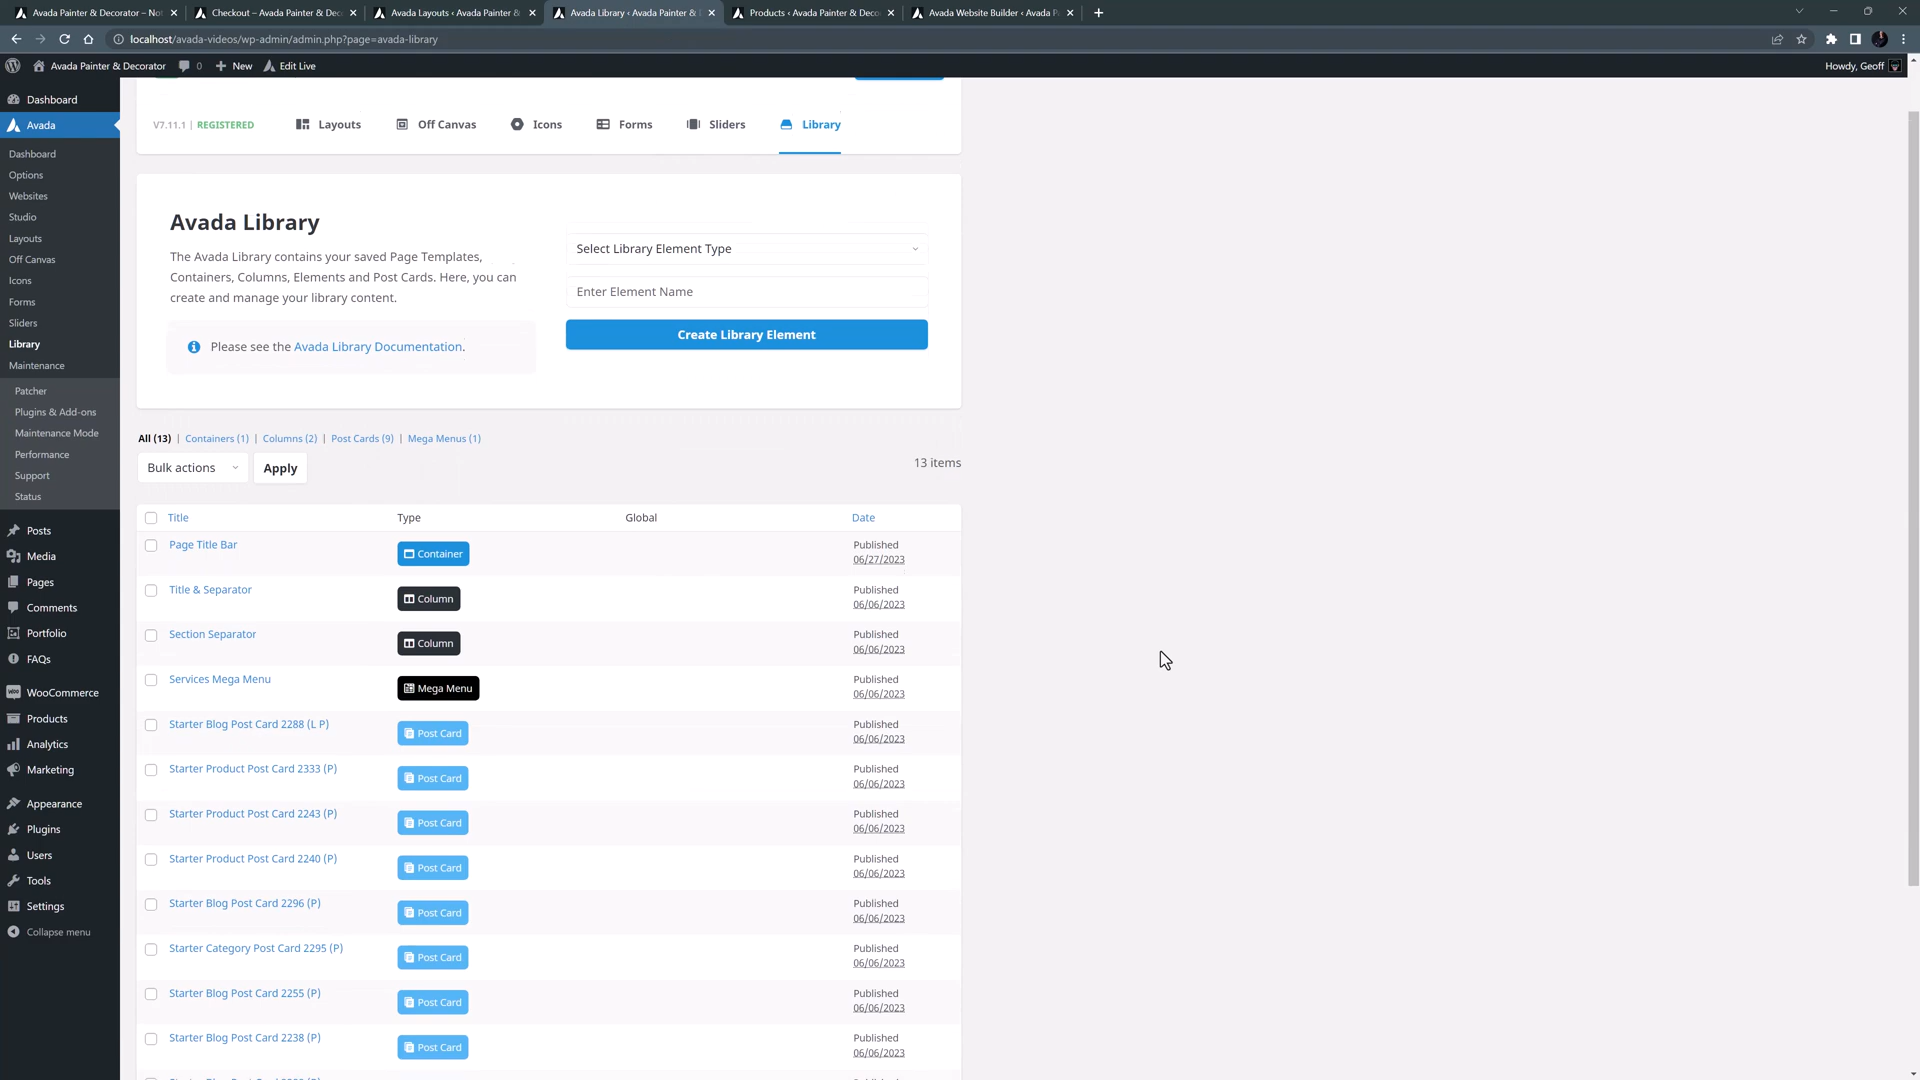 Avada Painter & Decorator – Not
Checkout – Avada Painter & Dec
Avada Layouts ‹ Avada Painter &
Avada Library ‹ Avada Painter &
Products ‹ Avada Painter & Deco
Avada Website Builder ‹ Avada P
localhost/avada-videos/wp-admin/admin.php?page=avada-library
Avada Painter & Decorator
0
New
Edit Live
Howdy, Geoff
Dashboard
Avada
Dashboard
Options
Websites
Studio
Layouts
Off Canvas
Icons
Forms
Sliders
Library
Maintenance
Patcher
Plugins & Add-ons
Maintenance Mode
Performance
Support
Status
Posts
Media
Pages
Comments
Portfolio
FAQs
WooCommerce
Products
Analytics
Marketing
Appearance
Plugins
Users
Tools
Settings
Collapse menu
V7.11.1 | REGISTERED
Layouts
Off Canvas
Icons
Forms
Sliders
Library
Avada Library
The Avada Library contains your saved Page Templates,
Containers, Columns, Elements and Post Cards. Here, you can
create and manage your library content.
Please see the Avada Library Documentation.
Select Library Element Type
Enter Element Name
Create Library Element
All (13) | Containers (1) | Columns (2) | Post Cards (9) | Mega Menus (1)
Bulk actions
Apply
13 items
Title Type Global Date
Page Title Bar Container Published
06/27/2023
Title & Separator Column Published
06/06/2023
Section Separator Column Published
06/06/2023
Services Mega Menu Mega Menu Published
06/06/2023
Starter Blog Post Card 2288 (L P) Post Card Published
06/06/2023
Starter Product Post Card 2333 (P) Post Card Published
06/06/2023
Starter Product Post Card 2243 (P) Post Card Published
06/06/2023
Starter Product Post Card 2240 (P) Post Card Published
06/06/2023
Starter Blog Post Card 2296 (P) Post Card Published
06/06/2023
Starter Category Post Card 2295 (P) Post Card Published
06/06/2023
Starter Blog Post Card 2255 (P) Post Card Published
06/06/2023
Starter Blog Post Card 2238 (P) Post Card Published
06/06/2023